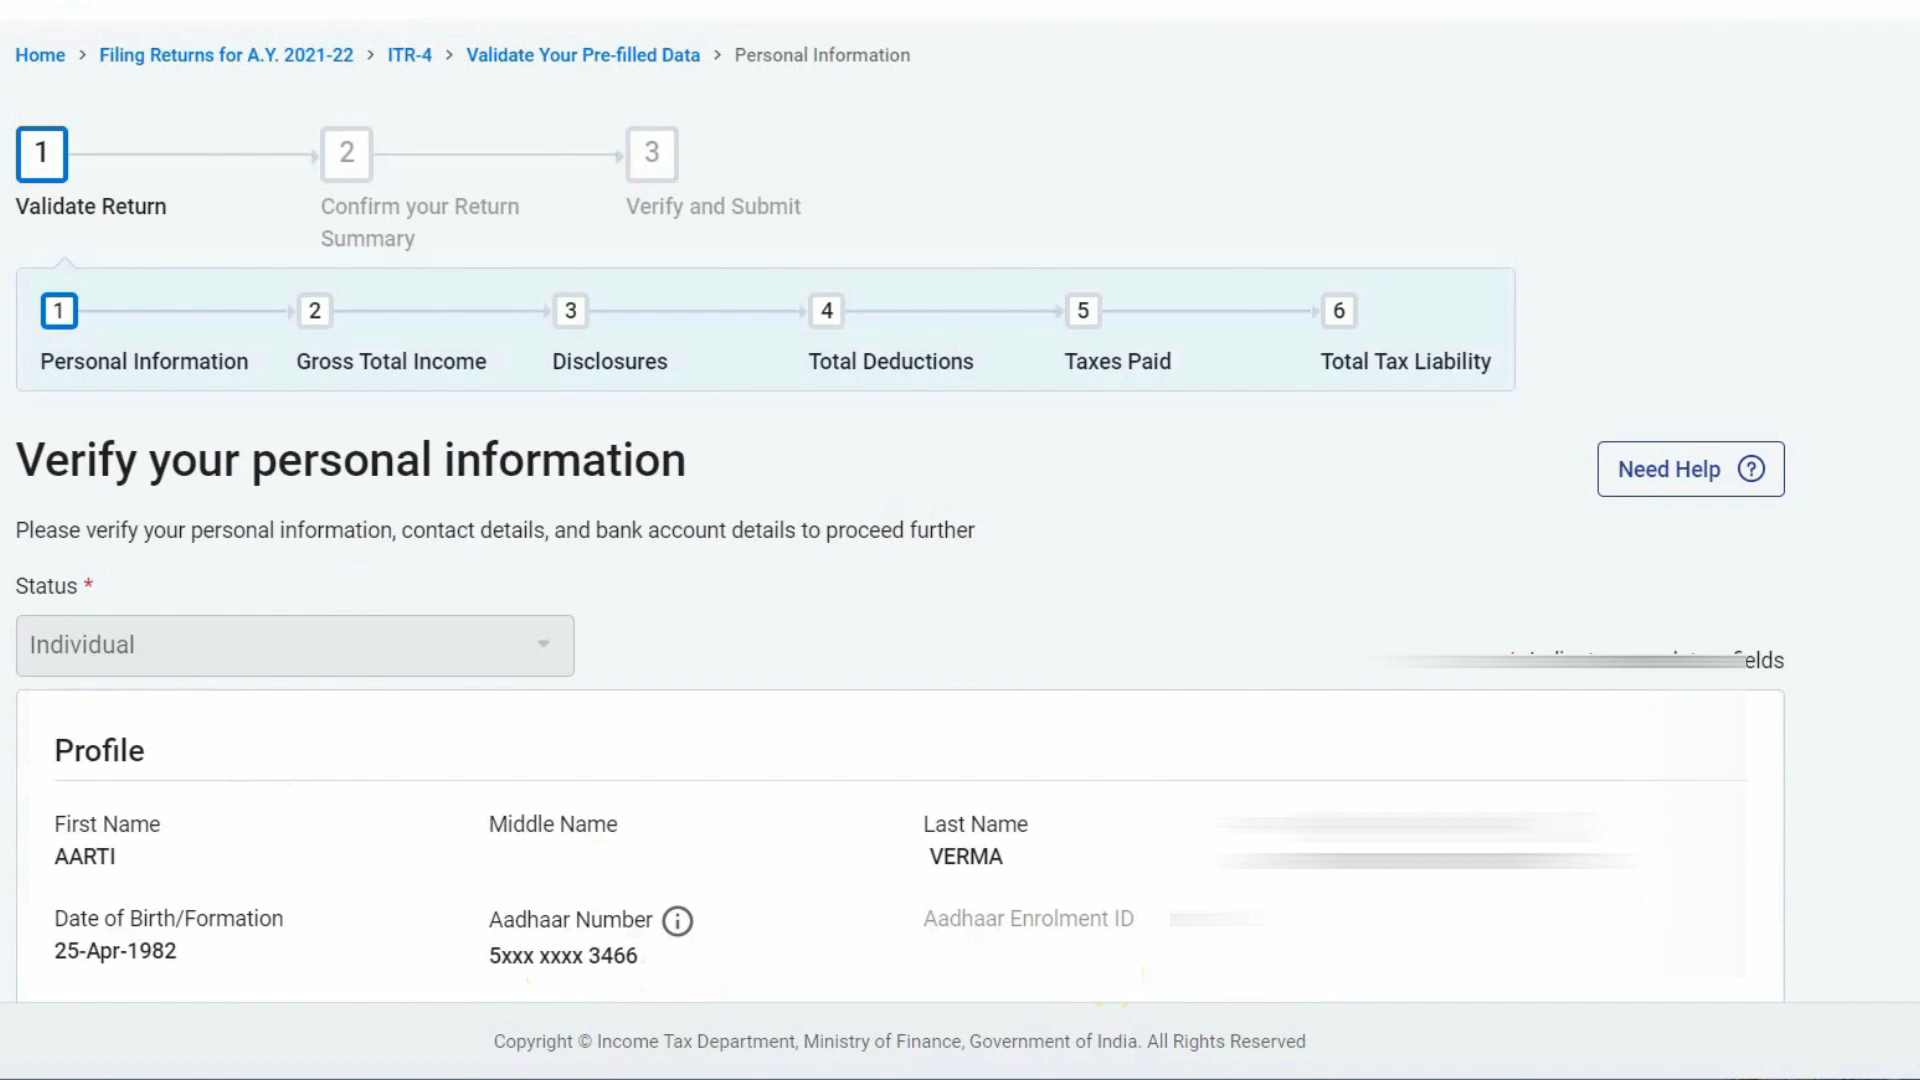 Home > Filing Returns for A.Y. 2021-22 > ITR-4 > Validate Your Pre-filled Data > Personal Information
1 2 3
Validate Return
Confirm your Return Summary
Verify and Submit
1 2 3 4 5 6
Personal Information Gross Total Income Disclosures Total Deductions Taxes Paid Total Tax Liability
Verify your personal information
Need Help ?
Please verify your personal information, contact details, and bank account details to proceed further
Status *
Individual
Profile
First Name Middle Name Last Name
AARTI VERMA
Date of Birth/Formation Aadhaar Number Aadhaar Enrolment ID
25-Apr-1982 5xxx xxxx 3466
Copyright © Income Tax Department, Ministry of Finance, Government of India. All Rights Reserved